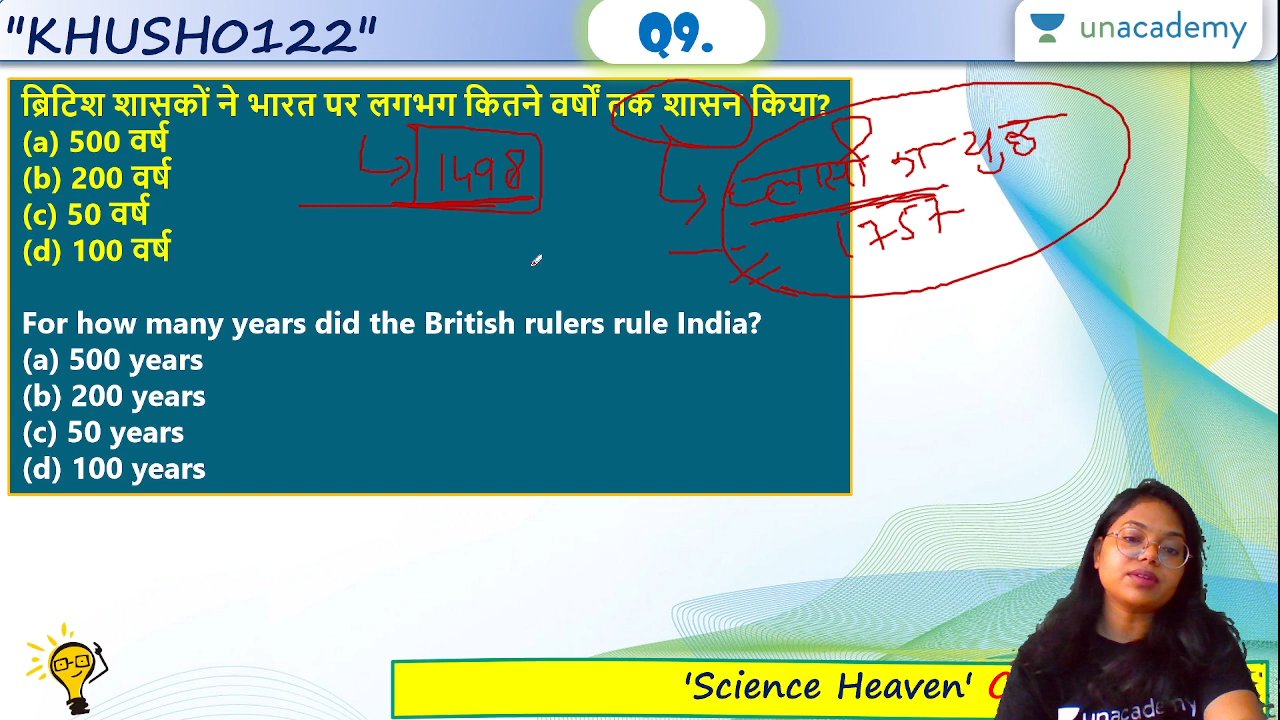 "KHUSHO122"
Q9.
unacademy
ब्रिटिश शासकों ने भारत पर लगभग कितने वर्षों तक शासन किया?
(a) 500 वर्ष
(b) 200 वर्ष
(c) 50 वर्ष
(d) 100 वर्ष
1498
प्लासी का युद्ध
1757
For how many years did the British rulers rule India?
(a) 500 years
(b) 200 years
(c) 50 years
(d) 100 years
'Science Heaven'
unacademy